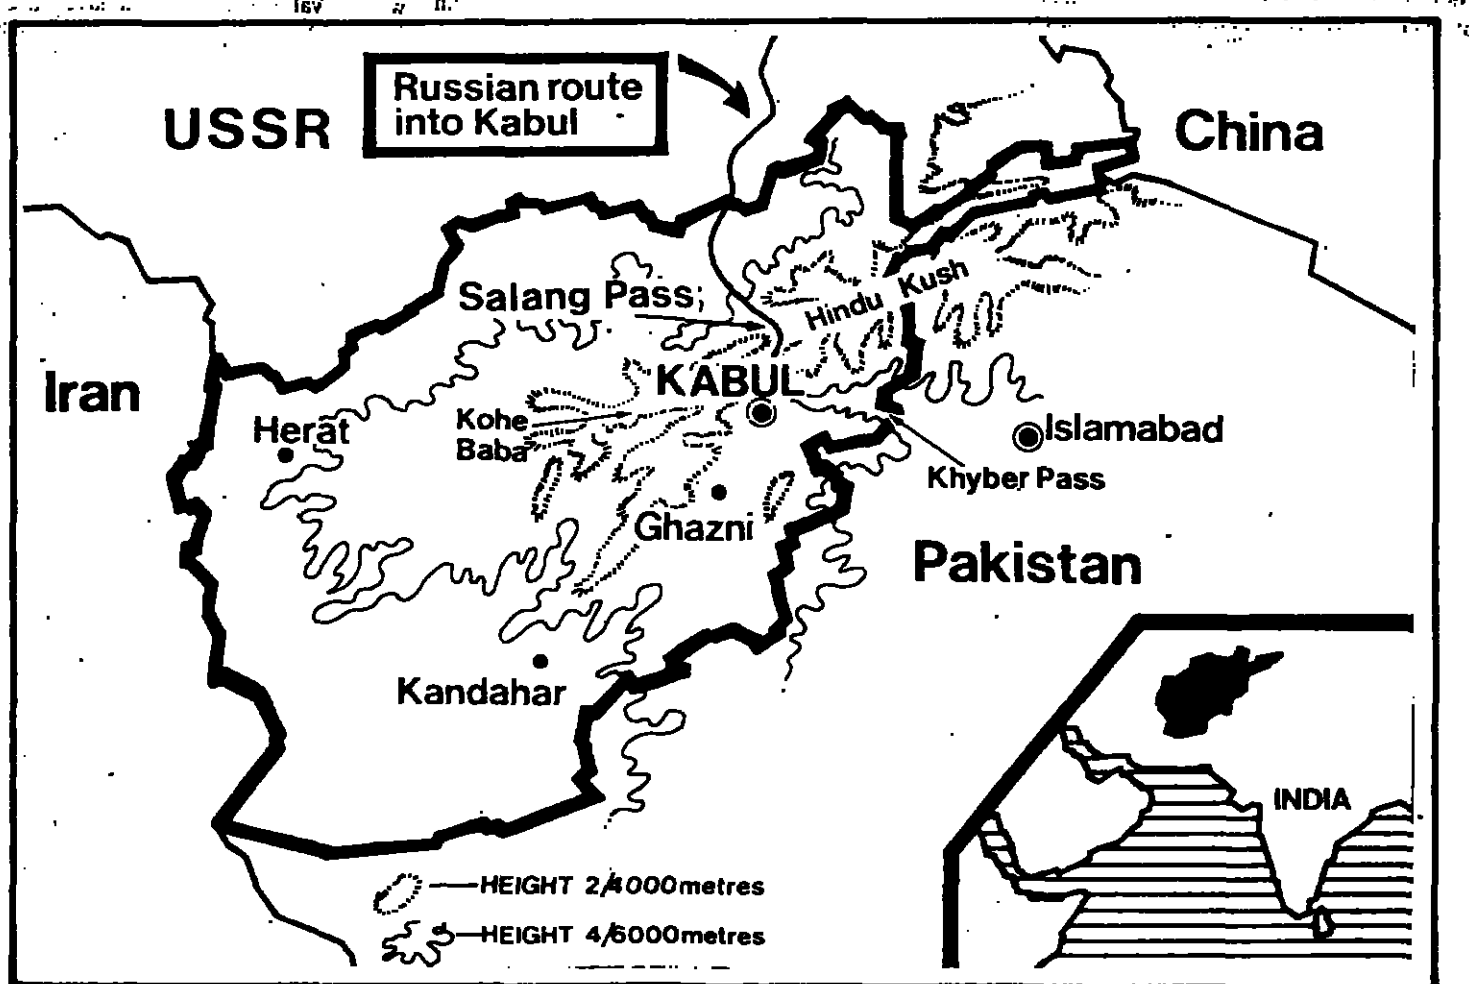 Russian route
into Kabul
USSR
China
Salang Pass
Hindu Kush
Iran
KABUL
Herat
Kohe
Baba
Islamabad
Khyber Pass
Ghazni
Pakistan
Kandahar
INDIA
HEIGHT 2/4000metres
HEIGHT 4/6000metres